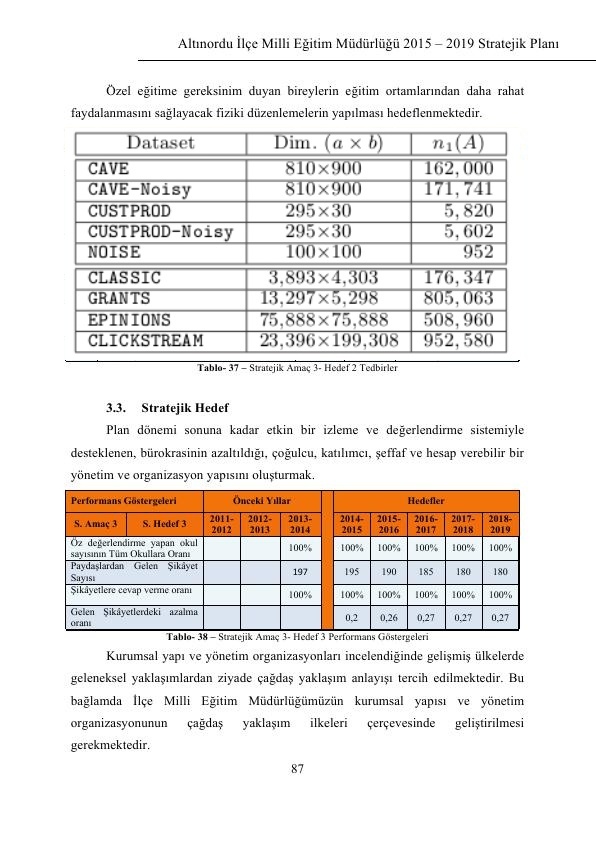 Altınordu İlçe Milli Eğitim Müdürlüğü 2015 – 2019 Stratejik Planı
Özel eğitime gereksinim duyan bireylerin eğitim ortamlarından daha rahat
faydalanmasını sağlayacak fiziki düzenlemelerin yapılması hedeflenmektedir.
Dataset Dim. (a × b) n₁(A)
CAVE 810×900 162,000
CAVE-Noisy 810×900 171,741
CUSTPROD 295×30 5,820
CUSTPROD-Noisy 295×30 5,602
NOISE 100×100 952
CLASSIC 3,893×4,303 176,347
GRANTS 13,297×5,298 805,063
EPINIONS 75,888×75,888 508,960
CLICKSTREAM 23,396×199,308 952,580
Tablo- 37 – Stratejik Amaç 3- Hedef 2 Tedbirler
3.3. Stratejik Hedef
Plan dönemi sonuna kadar etkin bir izleme ve değerlendirme sistemiyle
desteklenen, bürokrasinin azaltıldığı, çoğulcu, katılımcı, şeffaf ve hesap verebilir bir
yönetim ve organizasyon yapısını oluşturmak.
Performans Göstergeleri Önceki Yıllar Hedefler
S. Amaç 3 S. Hedef 3 2011-2012 2012-2013 2013-2014 2014-2015 2015-2016 2016-2017 2017-2018 2018-2019
Öz değerlendirme yapan okul
sayısının Tüm Okullara Oranı 100% 100% 100% 100% 100% 100%
Paydaşlardan Gelen Şikâyet
Sayısı 197 195 190 185 180 180
Şikâyetlere cevap verme oranı 100% 100% 100% 100% 100% 100%
Gelen Şikâyetlerdeki azalma
oranı 0,2 0,26 0,27 0,27 0,27
Tablo- 38 – Stratejik Amaç 3- Hedef 3 Performans Göstergeleri
Kurumsal yapı ve yönetim organizasyonları incelendiğinde gelişmiş ülkelerde
geleneksel yaklaşımlardan ziyade çağdaş yaklaşım anlayışı tercih edilmektedir. Bu
bağlamda İlçe Milli Eğitim Müdürlüğümüzün kurumsal yapısı ve yönetim
organizasyonunun çağdaş yaklaşım ilkeleri çerçevesinde geliştirilmesi
gerekmektedir.
87